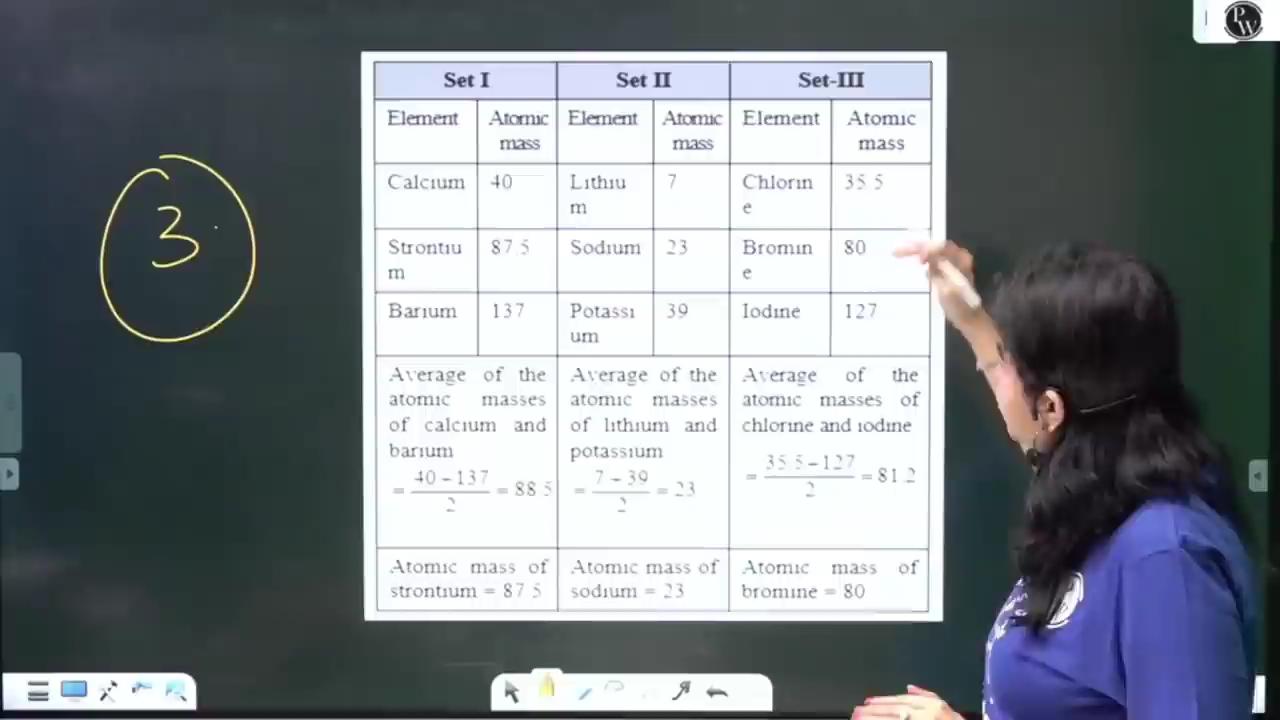 PW
3
Set I Set II Set-III
Element Atomic mass Element Atomic mass Element Atomic mass
Calcium 40 Lithiu m 7 Chlorin e 35 5
Strontiu m 87 5 Sodium 23 Bromin e 80
Barium 137 Potassi um 39 Iodine 127
Average of the
atomic masses
of calcium and
barium
= 40 – 137 / 2 = 88 5
Average of the
atomic masses
of lithium and
potassium
= 7 – 39 / 2 = 23
Average of the
atomic masses of
chlorine and iodine
= 35 5 – 127 / 2 = 81 2
Atomic mass of
strontium = 87 5
Atomic mass of
sodium = 23
Atomic mass of
bromine = 80